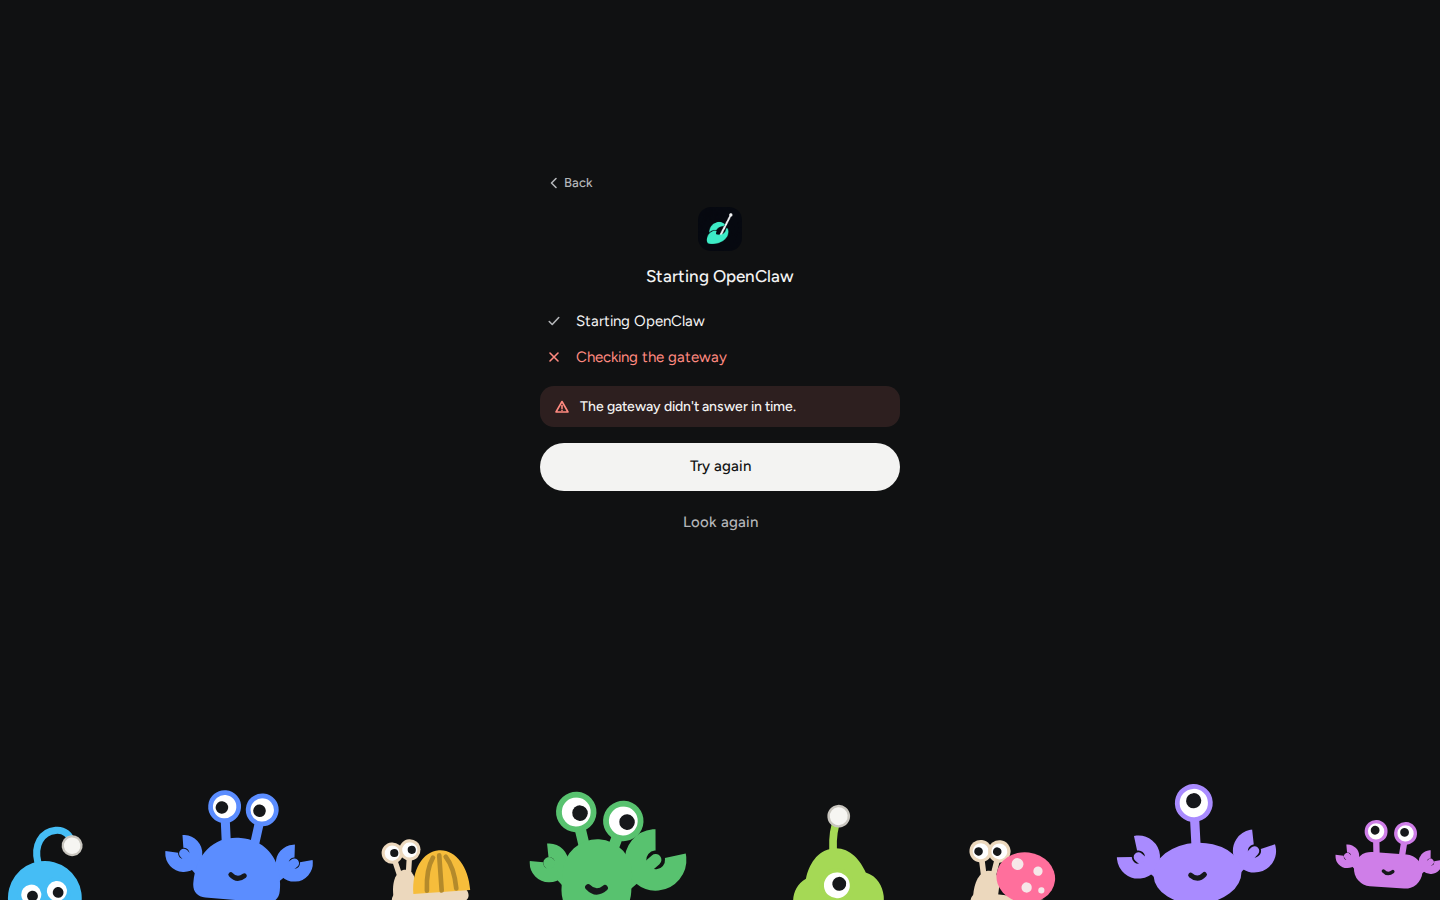 Back
Starting OpenClaw
Starting OpenClaw
Checking the gateway
The gateway didn't answer in time.
Try again
Look again